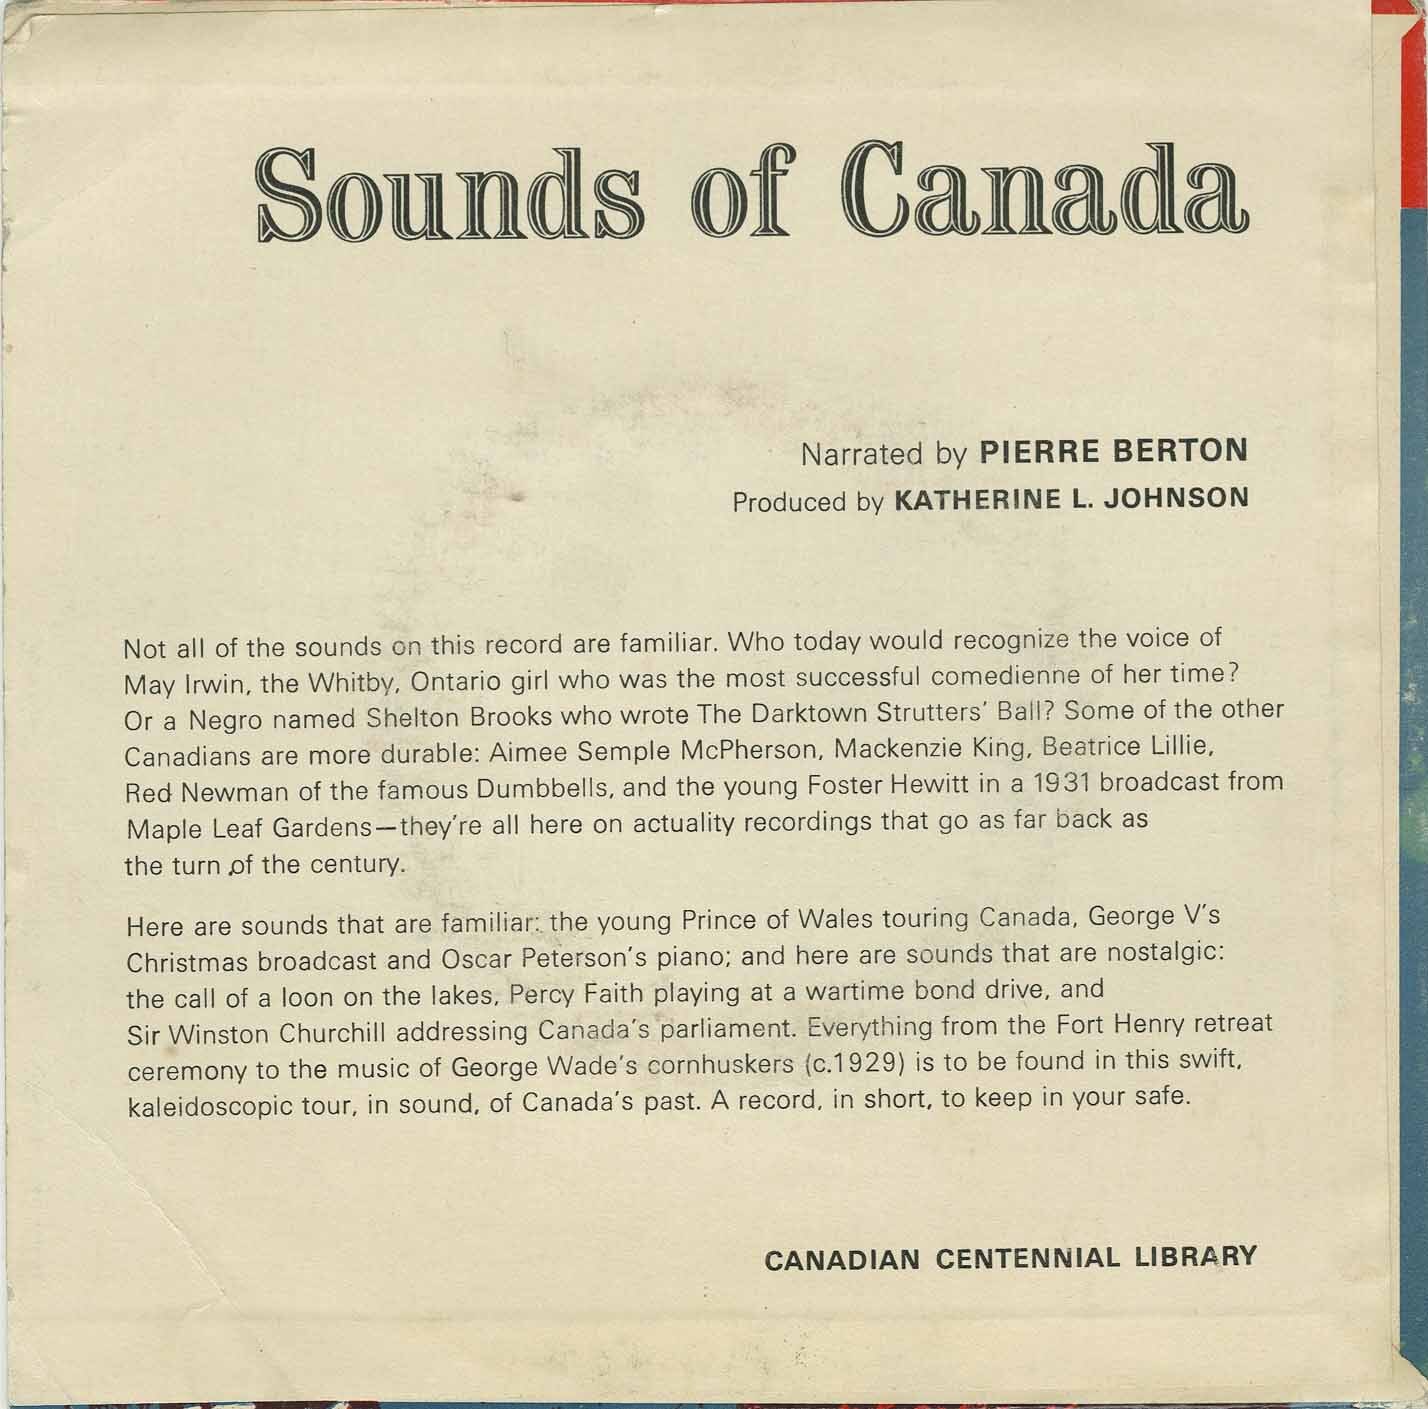 Sounds of Canada
Narrated by PIERRE BERTON
Produced by KATHERINE L. JOHNSON
Not all of the sounds on this record are familiar. Who today would recognize the voice of
May Irwin, the Whitby, Ontario girl who was the most successful comedienne of her time?
Or a Negro named Shelton Brooks who wrote The Darktown Strutters' Ball? Some of the other
Canadians are more durable: Aimee Semple McPherson, Mackenzie King, Beatrice Lillie,
Red Newman of the famous Dumbbells, and the young Foster Hewitt in a 1931 broadcast from
Maple Leaf Gardens—they're all here on actuality recordings that go as far back as
the turn of the century.
Here are sounds that are familiar: the young Prince of Wales touring Canada, George V's
Christmas broadcast and Oscar Peterson's piano; and here are sounds that are nostalgic:
the call of a loon on the lakes, Percy Faith playing at a wartime bond drive, and
Sir Winston Churchill addressing Canada's parliament. Everything from the Fort Henry retreat
ceremony to the music of George Wade's cornhuskers (c.1929) is to be found in this swift,
kaleidoscopic tour, in sound, of Canada's past. A record, in short, to keep in your safe.
CANADIAN CENTENNIAL LIBRARY